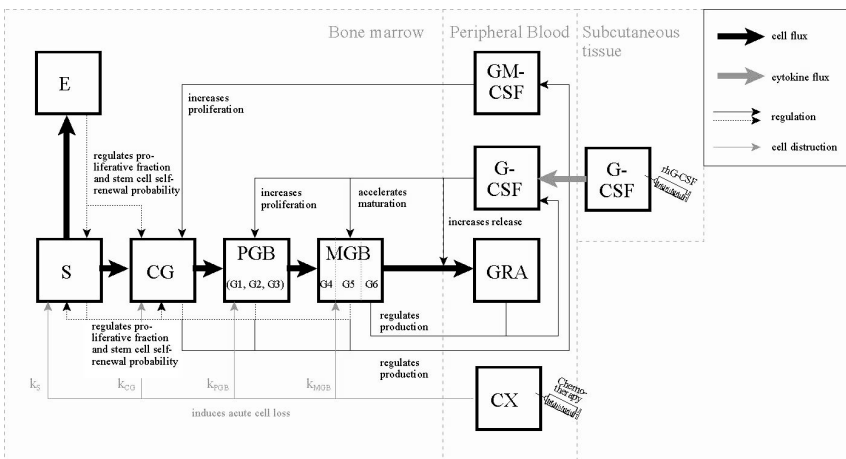 Bone marrow
Peripheral Blood
Subcutaneous
tissue
cell flux
cytokine flux
regulation
cell distruction
E
GM-
CSF
increases
proliferation
regulates pro-
liferative fraction
and stem cell self-
renewal probability
G-
CSF
G-
CSF
rhG-CSF
increases
proliferation
accelerates
maturation
increases release
S
CG
PGB
(G1, G2, G3)
MGB
G4
G5
G6
GRA
regulates
production
regulates pro-
liferative fraction
and stem cell self-
renewal probability
regulates
production
kS
kCG
kPGB
kMGB
induces acute cell loss
CX
Chemo-
therapy